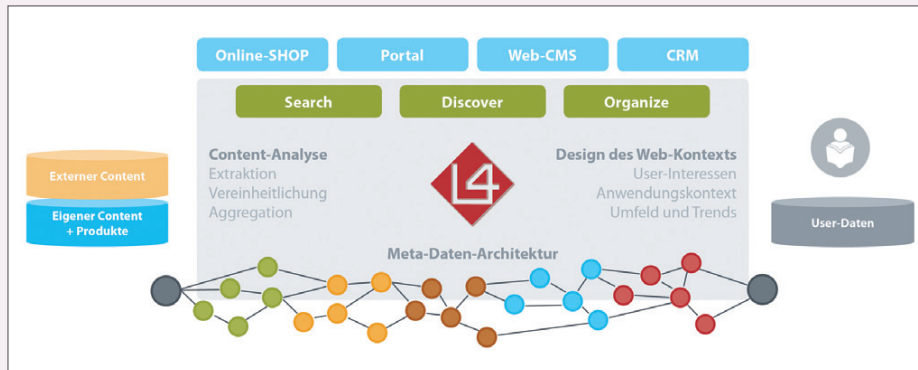 Online-SHOP
Portal
Web-CMS
CRM
Search
Discover
Organize
Externer Content
Eigener Content
+ Produkte
Content-Analyse
Extraktion
Vereinheitlichung
Aggregation
L4
Design des Web-Kontexts
User-Interessen
Anwendungskontext
Umfeld und Trends
User-Daten
Meta-Daten-Architektur